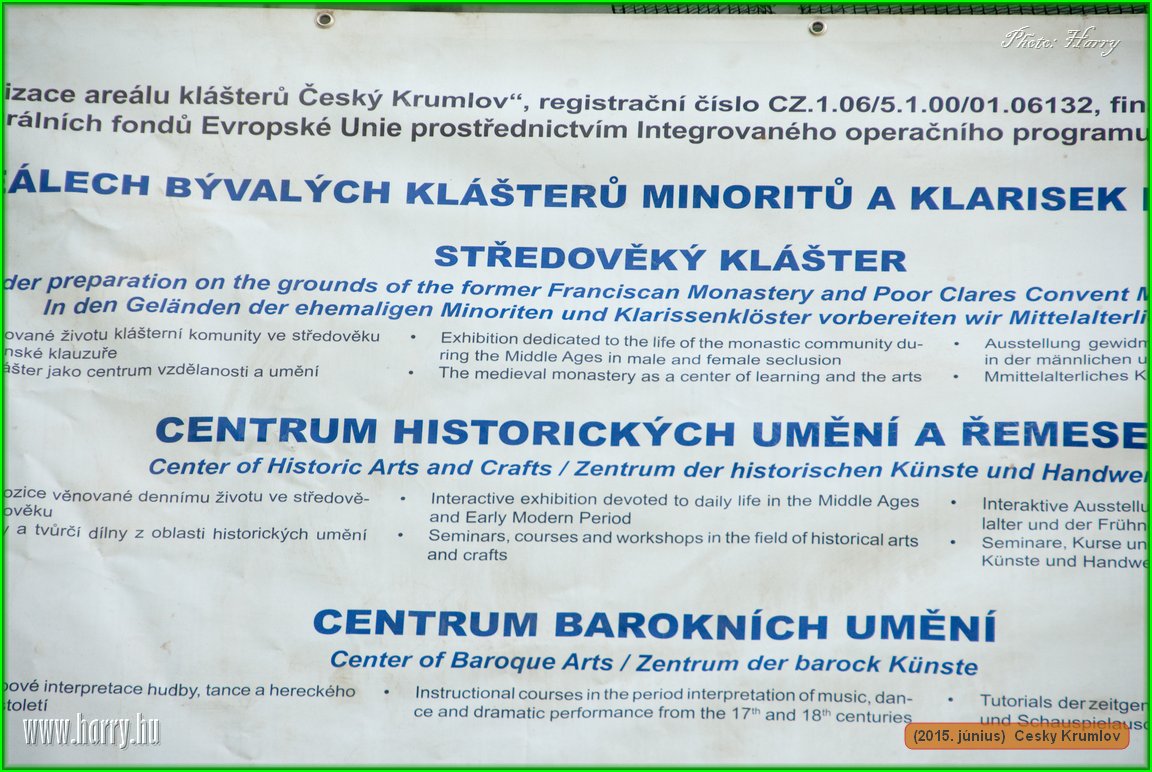 Photo: Harry
izace areálu klášterů Český Krumlov“, registrační číslo CZ.1.06/5.1.00/01.06132, fin
rálních fondů Evropské Unie prostřednictvím Integrovaného operačního programu
ÁLECH BÝVALÝCH KLÁŠTERŮ MINORITŮ A KLARISEK
STŘEDOVĚKÝ KLÁŠTER
der preparation on the grounds of the former Franciscan Monastery and Poor Clares Convent M
In den Geländen der ehemaligen Minoriten und Klarissenklöster vorbereiten wir Mittelalterli
ované životu klášterní komunity ve středověku
nské klauzuře
ášter jako centrum vzdělanosti a umění
• Exhibition dedicated to the life of the monastic community du-
ring the Middle Ages in male and female seclusion
• The medieval monastery as a center of learning and the arts
• Ausstellung gewidm
in der männlichen u
• Mmittelalterliches K
CENTRUM HISTORICKÝCH UMĚNÍ A ŘEMESE
Center of Historic Arts and Crafts / Zentrum der historischen Künste und Handwer
ozice věnované dennímu životu ve středově-
ověku
y a tvůrčí dílny z oblasti historických umění
• Interactive exhibition devoted to daily life in the Middle Ages
and Early Modern Period
• Seminars, courses and workshops in the field of historical arts
and crafts
• Interaktive Ausstellu
lalter und der Frühn
• Seminare, Kurse un
Künste und Handwe
CENTRUM BAROKNÍCH UMĚNÍ
Center of Baroque Arts / Zentrum der barock Künste
bové interpretace hudby, tance a hereckého
století
• Instructional courses in the period interpretation of music, dan-
ce and dramatic performance from the 17th and 18th centuries
• Tutorials der zeitgen
und Schauspielausd
www.harry.hu
(2015. június) Cesky Krumlov